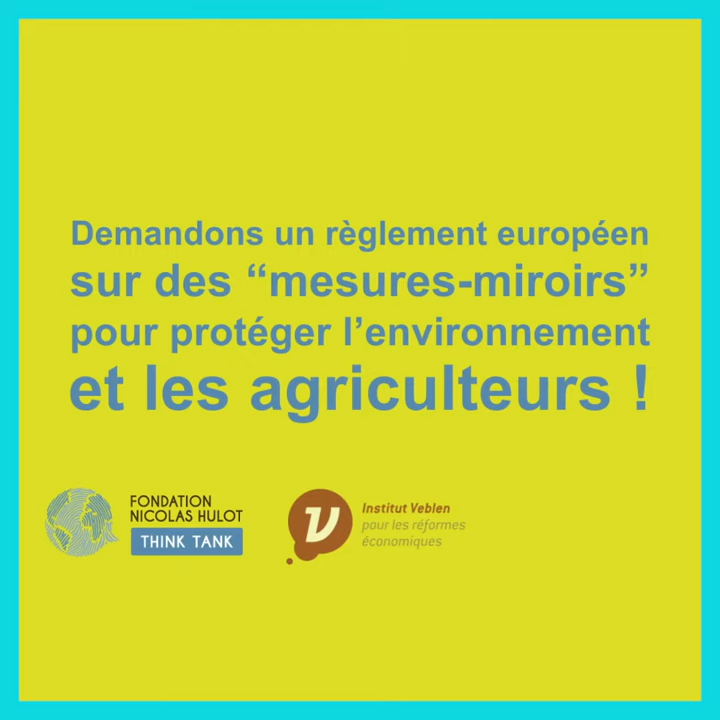 Demandons un règlement européen
sur des “mesures-miroirs”
pour protéger l’environnement
et les agriculteurs !
FONDATION
NICOLAS HULOT
THINK TANK
Institut Veblen
pour les réformes
économiques